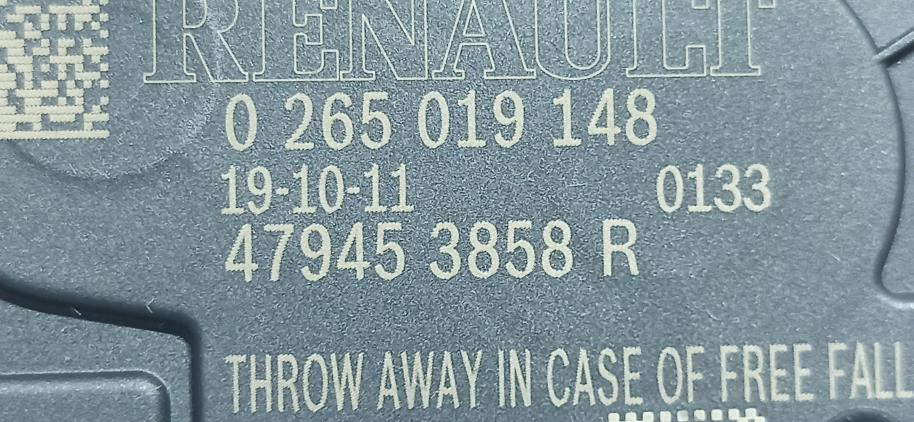 RENAULT
0 265 019 148
19-10-11 0133
47945 3858 R
THROW AWAY IN CASE OF FREE FALL